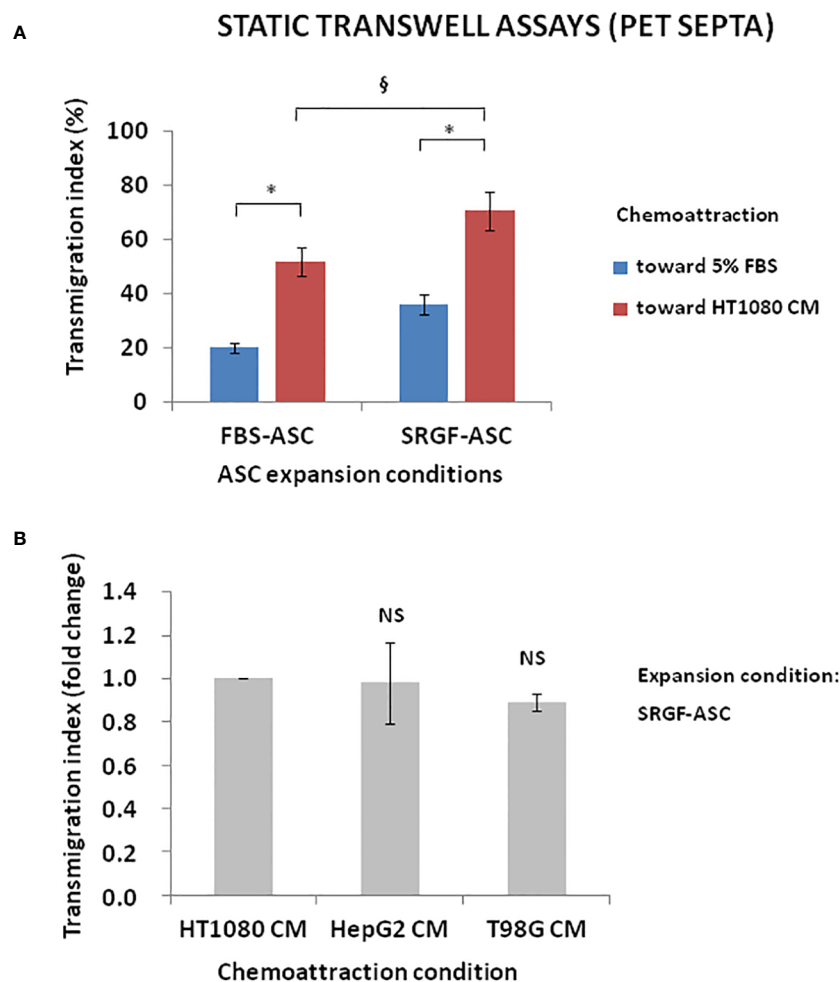 A
STATIC TRANSWELL ASSAYS (PET SEPTA)
Transmigration index (%)
100
80
60
40
20
0
*
§
*
FBS-ASC
SRGF-ASC
ASC expansion conditions
Chemoattraction
toward 5% FBS
toward HT1080 CM
B
Transmigration index (fold change)
1.4
1.2
1.0
0.8
0.6
0.4
0.2
0.0
NS
NS
HT1080 CM
HepG2 CM
T98G CM
Chemoattraction condition
Expansion condition:
SRGF-ASC